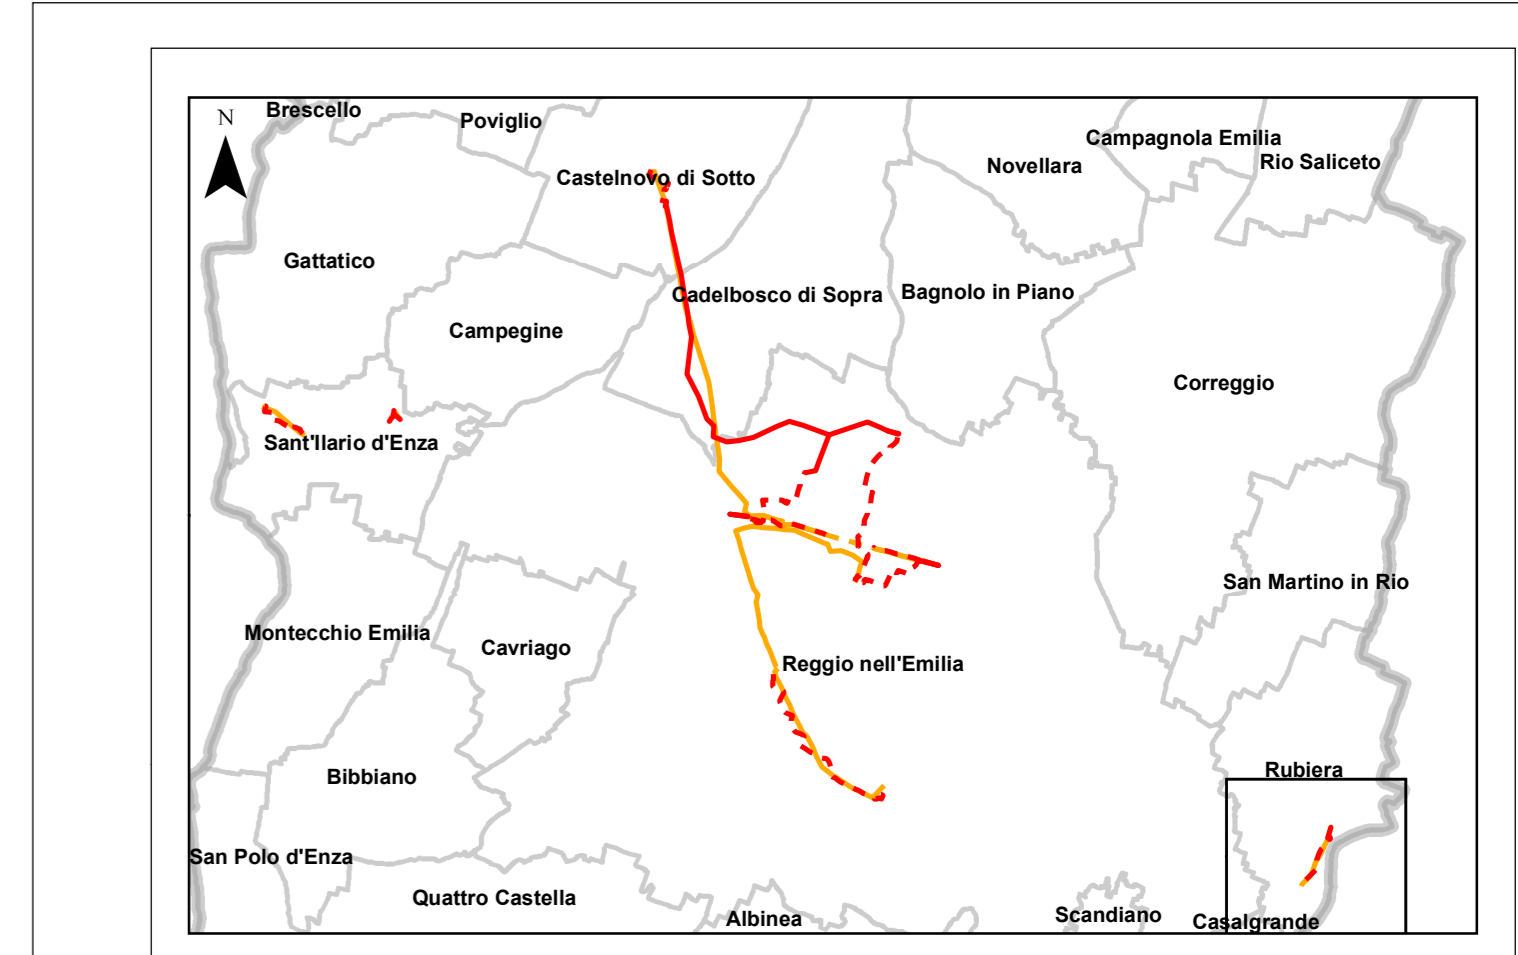 Brescello
N
Poviglio
Campagnola Emilia
Rio Saliceto
Novellara
Castelnovo di Sotto
Gattatico
Cadelbosco di Sopra
Bagnolo in Piano
Campegine
Correggio
Sant'Ilario d'Enza
San Martino in Rio
Montecchio Emilia
Cavriago
Reggio nell'Emilia
Rubiera
Bibbiano
San Polo d'Enza
Quattro Castella
Albinea
Scandiano
Casalgrande